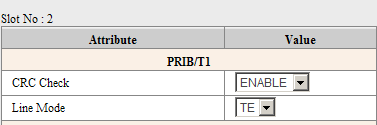 Slot No : 2
Attribute Value
PRIB/T1
CRC Check ENABLE
Line Mode TE